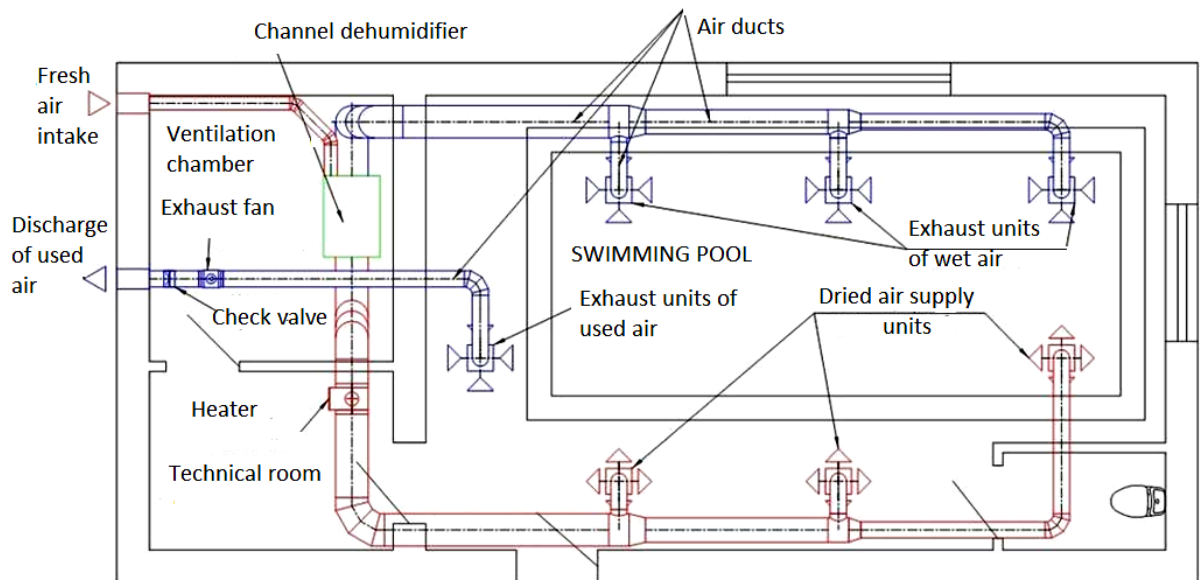 Channel dehumidifier
Air ducts
Fresh
air
intake
Ventilation
chamber
Exhaust fan
Discharge
of used
air
SWIMMING POOL
Exhaust units
of wet air
Exhaust units of
used air
Dried air supply
units
Check valve
Heater
Technical room